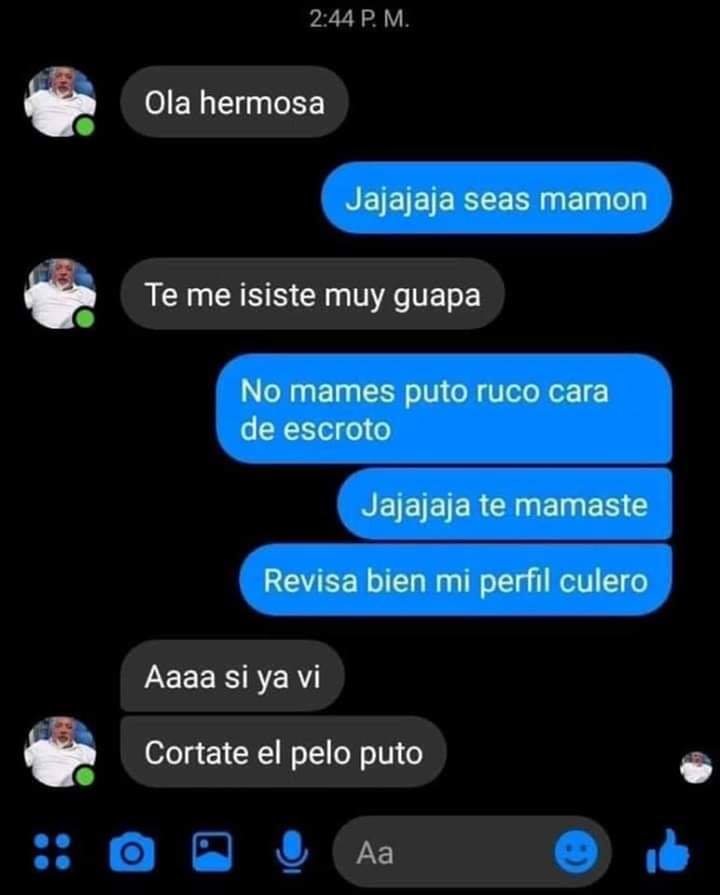 2:44 P. M.
Ola hermosa
Jajajaja seas mamon
Te me isiste muy guapa
No mames puto ruco cara
de escroto
Jajajaja te mamaste
Revisa bien mi perfil culero
Aaaa si ya vi
Cortate el pelo puto
Aa